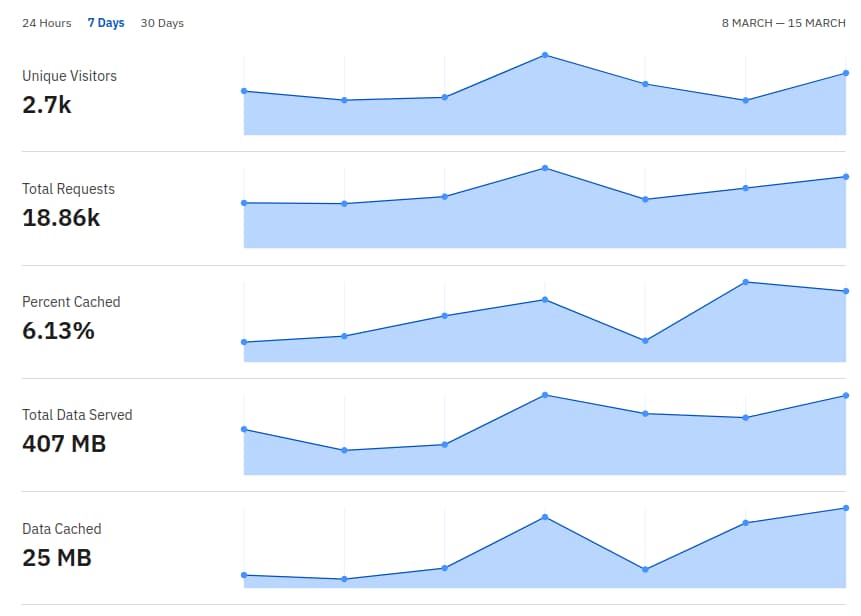 24 Hours 7 Days 30 Days 8 MARCH — 15 MARCH
Unique Visitors
2.7k
Total Requests
18.86k
Percent Cached
6.13%
Total Data Served
407 MB
Data Cached
25 MB